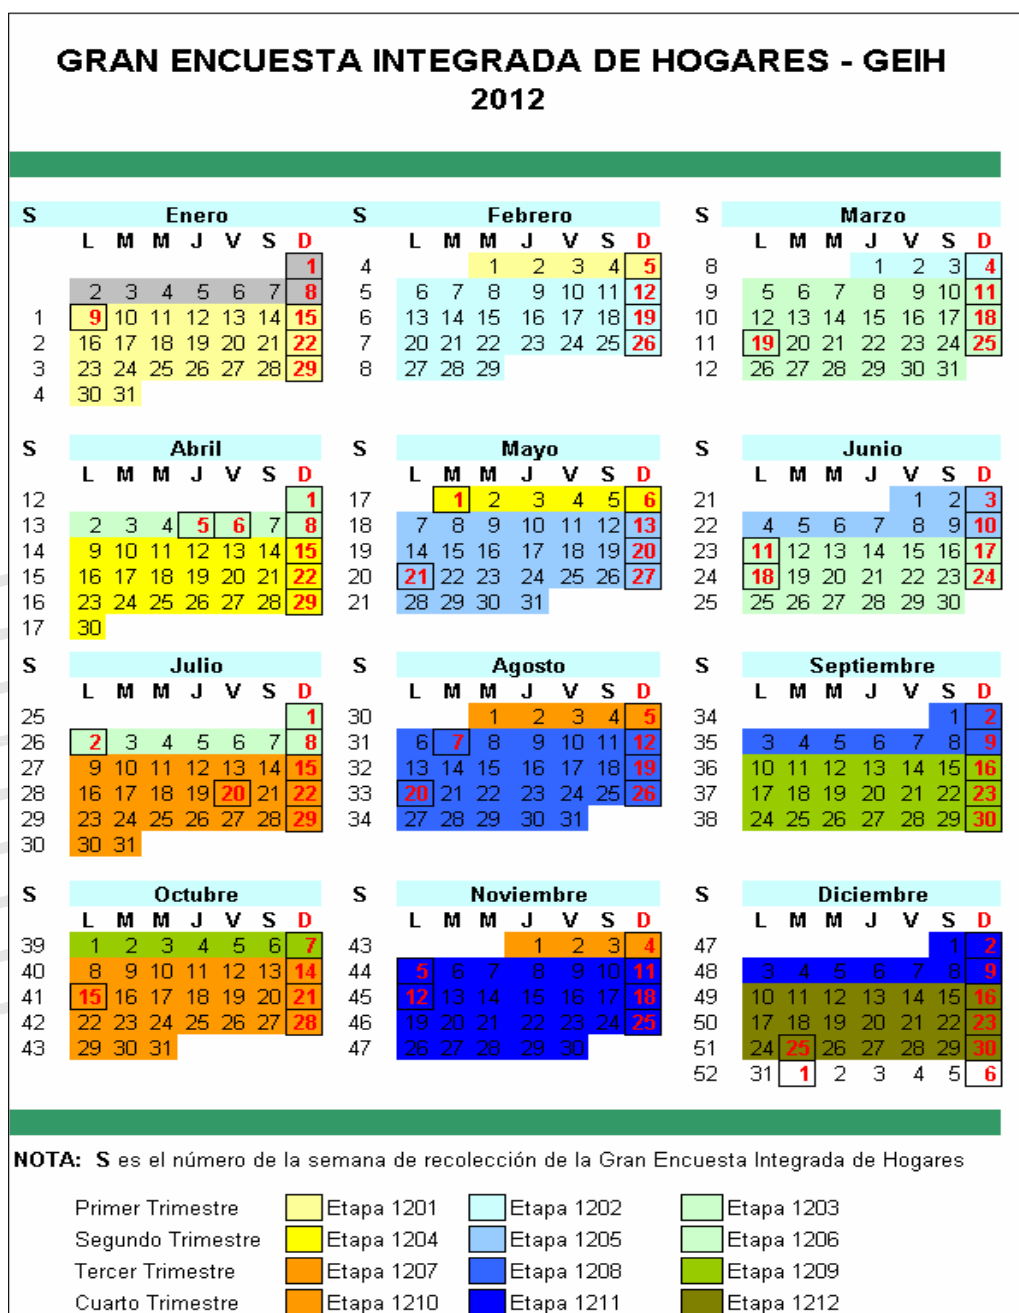 GRAN ENCUESTA INTEGRADA DE HOGARES - GEIH
2012
S Enero S Febrero S Marzo
L M M J V S D L M M J V S D L M M J V S D
1 4 1 2 3 4 5 8 1 2 3 4
2 3 4 5 6 7 8 5 6 7 8 9 10 11 12 9 5 6 7 8 9 10 11
1 9 10 11 12 13 14 15 6 13 14 15 16 17 18 19 10 12 13 14 15 16 17 18
2 16 17 18 19 20 21 22 7 20 21 22 23 24 25 26 11 19 20 21 22 23 24 25
3 23 24 25 26 27 28 29 8 27 28 29 12 26 27 28 29 30 31
4 30 31
S Abril S Mayo S Junio
L M M J V S D L M M J V S D L M M J V S D
12 1 17 1 2 3 4 5 6 21 1 2 3
13 2 3 4 5 6 7 8 18 7 8 9 10 11 12 13 22 4 5 6 7 8 9 10
14 9 10 11 12 13 14 15 19 14 15 16 17 18 19 20 23 11 12 13 14 15 16 17
15 16 17 18 19 20 21 22 20 21 22 23 24 25 26 27 24 18 19 20 21 22 23 24
16 23 24 25 26 27 28 29 21 28 29 30 31 25 25 26 27 28 29 30
17 30
S Julio S Agosto S Septiembre
L M M J V S D L M M J V S D L M M J V S D
25 1 30 1 2 3 4 5 34 1 2
26 2 3 4 5 6 7 8 31 6 7 8 9 10 11 12 35 3 4 5 6 7 8 9
27 9 10 11 12 13 14 15 32 13 14 15 16 17 18 19 36 10 11 12 13 14 15 16
28 16 17 18 19 20 21 22 33 20 21 22 23 24 25 26 37 17 18 19 20 21 22 23
29 23 24 25 26 27 28 29 34 27 28 29 30 31 38 24 25 26 27 28 29 30
30 30 31
S Octubre S Noviembre S Diciembre
L M M J V S D L M M J V S D L M M J V S D
39 1 2 3 4 5 6 7 43 1 2 3 4 47 1 2
40 8 9 10 11 12 13 14 44 5 6 7 8 9 10 11 48 3 4 5 6 7 8 9
41 15 16 17 18 19 20 21 45 12 13 14 15 16 17 18 49 10 11 12 13 14 15 16
42 22 23 24 25 26 27 28 46 19 20 21 22 23 24 25 50 17 18 19 20 21 22 23
43 29 30 31 47 26 27 28 29 30 51 24 25 26 27 28 29 30
52 31 1 2 3 4 5 6
NOTA: S es el número de la semana de recolección de la Gran Encuesta Integrada de Hogares
Primer Trimestre Etapa 1201 Etapa 1202 Etapa 1203
Segundo Trimestre Etapa 1204 Etapa 1205 Etapa 1206
Tercer Trimestre Etapa 1207 Etapa 1208 Etapa 1209
Cuarto Trimestre Etapa 1210 Etapa 1211 Etapa 1212